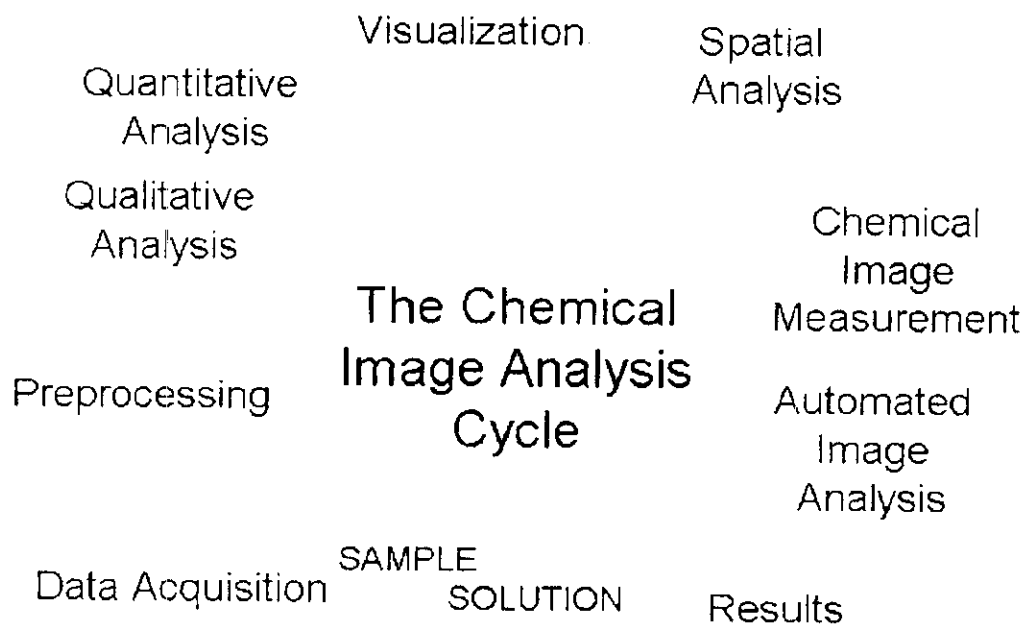 Visualization
Spatial
Analysis
Quantitative
Analysis
Qualitative
Analysis
Chemical
Image
Measurement
The Chemical
Image Analysis
Cycle
Preprocessing
Automated
Image
Analysis
Data Acquisition
SAMPLE
SOLUTION
Results